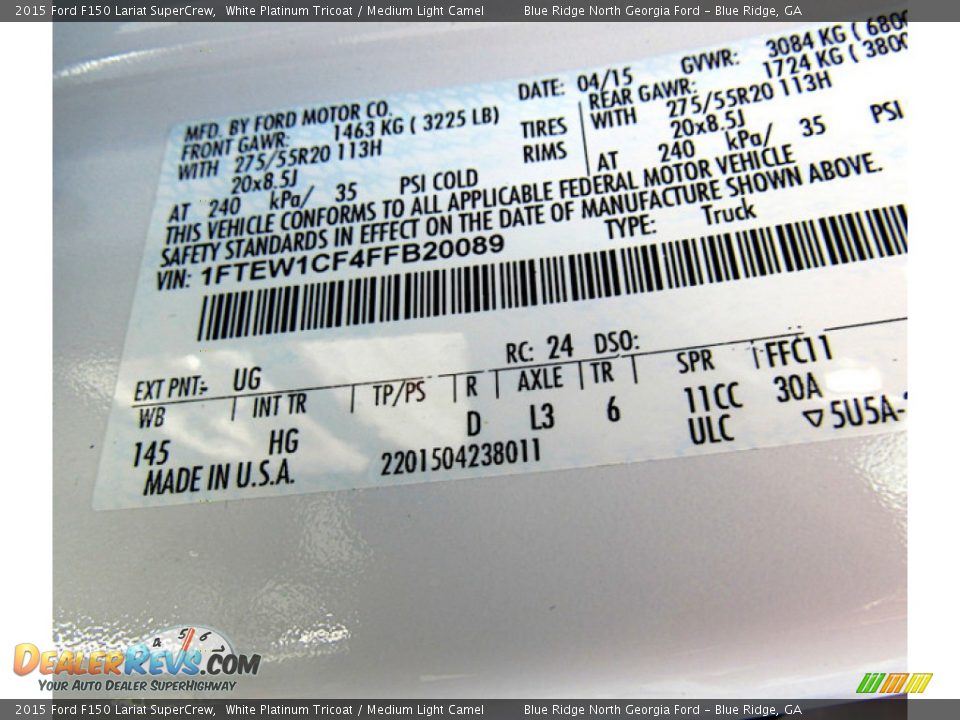 2015 Ford F150 Lariat SuperCrew, White Platinum Tricoat / Medium Light Camel Blue Ridge North Georgia Ford – Blue Ridge, GA
MFD. BY FORD MOTOR CO. DATE: 04/15 GVWR: 3084 KG ( 6800
FRONT GAWR: 1463 KG ( 3225 LB) REAR GAWR: 1724 KG ( 3800
WITH 275/55R20 113H TIRES WITH 275/55R20 113H
20x8.5J RIMS 20x8.5J
AT 240 kPa/ 35 PSI COLD AT 240 kPa/ 35 PSI
THIS VEHICLE CONFORMS TO ALL APPLICABLE FEDERAL MOTOR VEHICLE
SAFETY STANDARDS IN EFFECT ON THE DATE OF MANUFACTURE SHOWN ABOVE.
VIN: 1FTEW1CF4FFB20089 TYPE: Truck
EXT PNT: UG RC: 24 DSO:
WB INT TR TP/PS R AXLE TR SPR FFC11
145 HG D L3 6 11CC 30A
MADE IN U.S.A. 2201504238011 ULC 5U5A-
4 5 6
DealerRevs.com
Your Auto Dealer SuperHighway
2015 Ford F150 Lariat SuperCrew, White Platinum Tricoat / Medium Light Camel Blue Ridge North Georgia Ford – Blue Ridge, GA